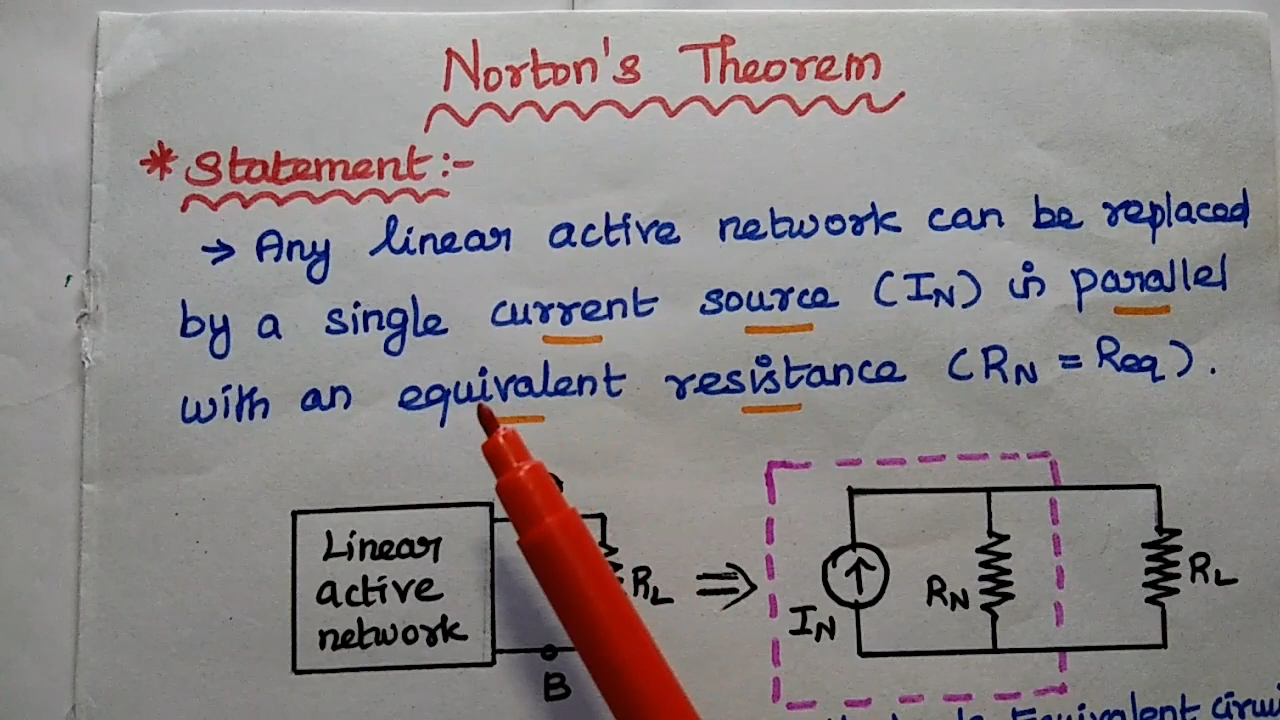 Norton's Theorem
* Statement:-
→ Any linear active network can be replaced
by a single current source (IN) in parallel
with an equivalent resistance (RN = Req).
Linear
active
network
RL
B
⇒
IN
RN
RL
Equivalent